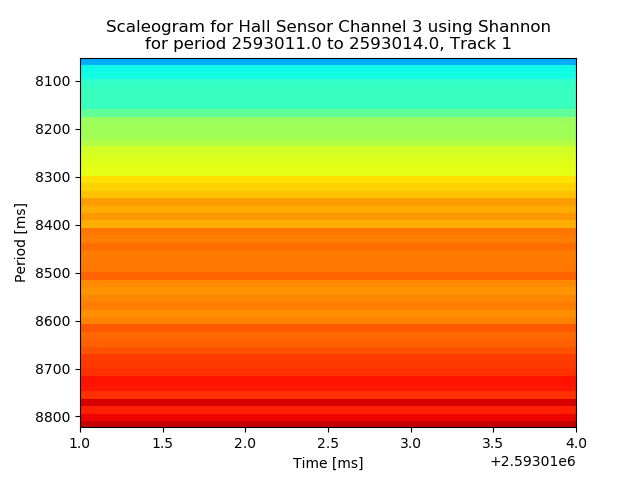 Scaleogram for Hall Sensor Channel 3 using Shannon
for period 2593011.0 to 2593014.0, Track 1
8100
8200
8300
8400
8500
8600
8700
8800
Period [ms]
1.0 1.5 2.0 2.5 3.0 3.5 4.0
Time [ms]
+2.59301e6